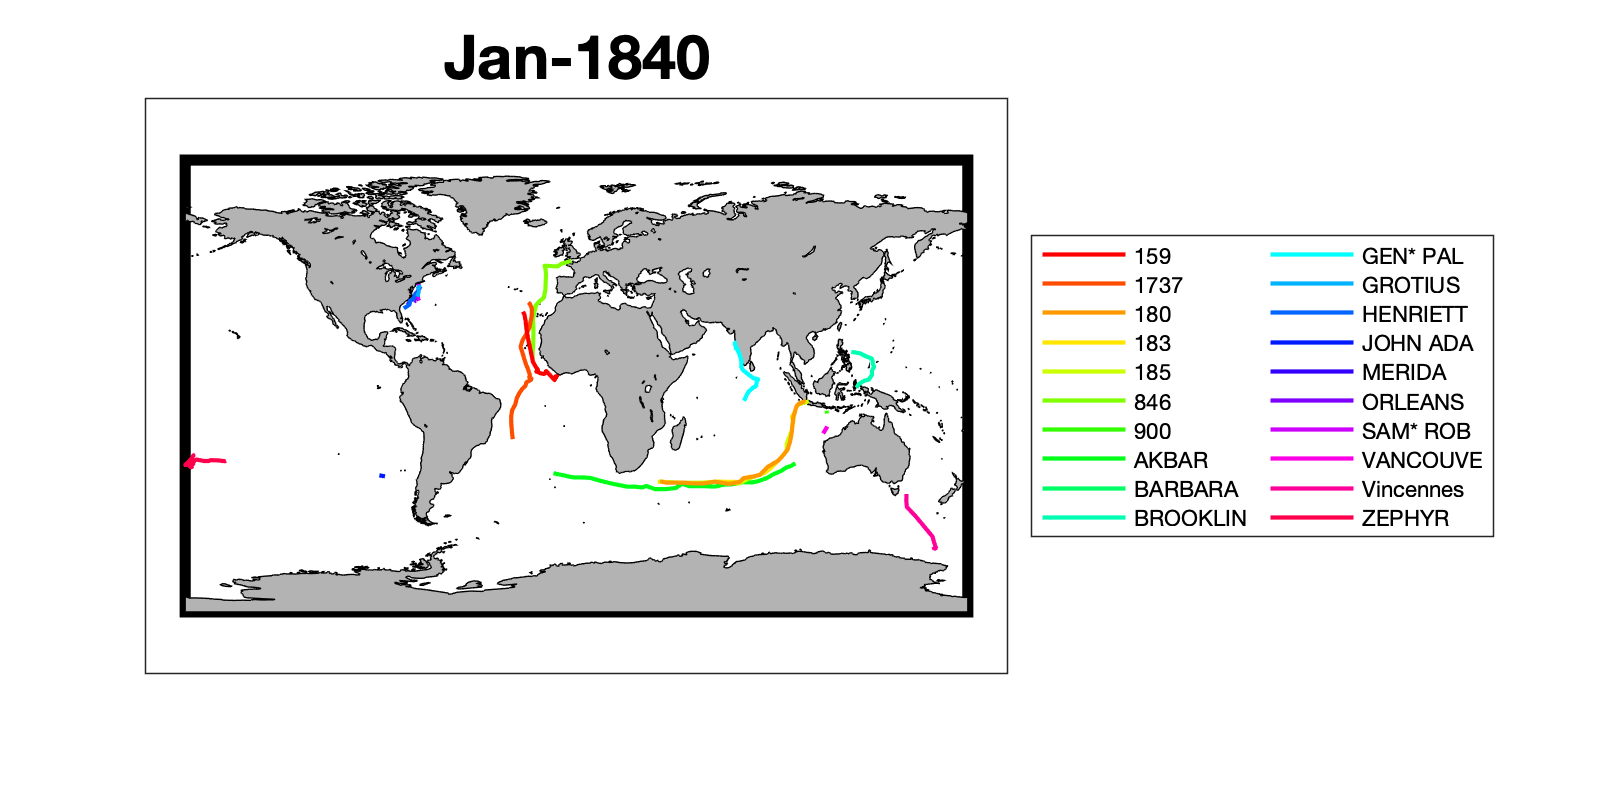 Jan-1840
159
1737
180
183
185
846
900
AKBAR
BARBARA
BROOKLIN
GEN* PAL
GROTIUS
HENRIETT
JOHN ADA
MERIDA
ORLEANS
SAM* ROB
VANCOUVE
Vincennes
ZEPHYR